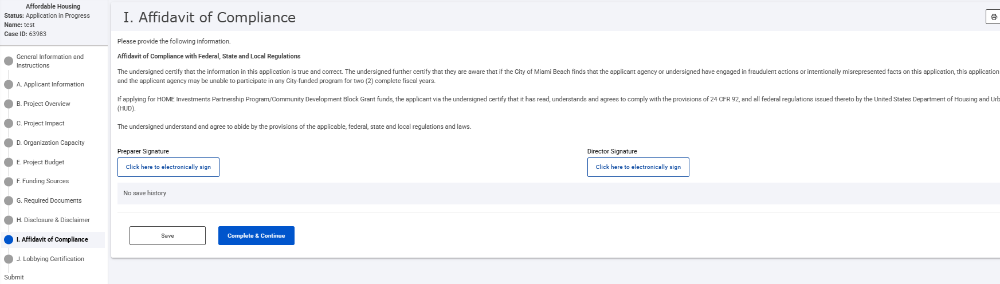 Affordable Housing
Status: Application in Progress
Name: test
Case ID: 63983
General Information and
Instructions
A. Applicant Information
B. Project Overview
C. Project Impact
D. Organization Capacity
E. Project Budget
F. Funding Sources
G. Required Documents
H. Disclosure & Disclaimer
I. Affidavit of Compliance
J. Lobbying Certification
Submit
I. Affidavit of Compliance
Please provide the following information.
Affidavit of Compliance with Federal, State and Local Regulations
The undersigned certify that the information in this application is true and correct. The undersigned further certify that they are aware that if the City of Miami Beach finds that the applicant agency or undersigned have engaged in fraudulent actions or intentionally misrepresented facts on this application, this application
and the applicant agency may be unable to participate in any City-funded program for two (2) complete fiscal years.
If applying for HOME Investments Partnership Program/Community Development Block Grant funds, the applicant via the undersigned certify that it has read, understands and agrees to comply with the provisions of 24 CFR 92, and all federal regulations issued thereto by the United States Department of Housing and Urb
(HUD).
The undersigned understand and agree to abide by the provisions of the applicable, federal, state and local regulations and laws.
Preparer Signature
Click here to electronically sign
Director Signature
Click here to electronically sign
No save history
Save
Complete & Continue